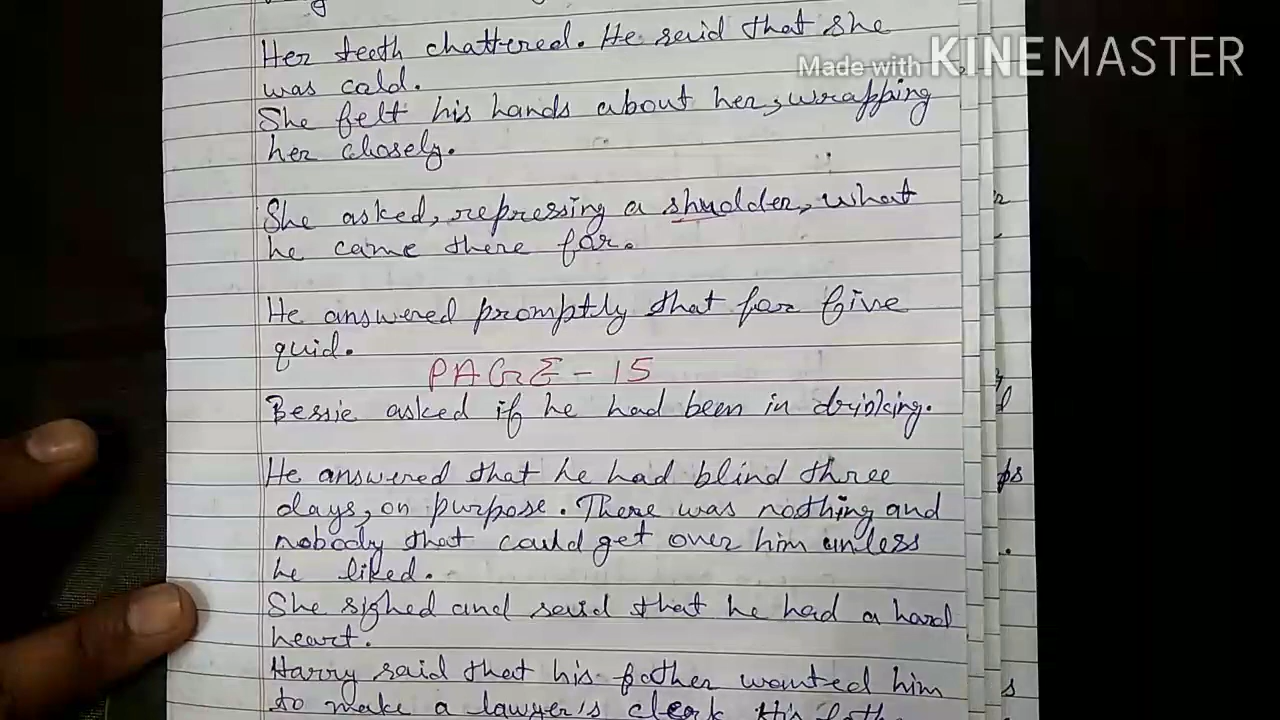 Her teeth chattered. He said that she
was cold.
She felt his hands about her, wrapping
her closely.
She asked, repressing a shudder, what
he came there for.
He answered promptly that for five
quid.
PAGE - 15
Bessie asked if he had been in drinking.
He answered that he had blind three
days, on purpose. There was nothing and
nobody that could get over him unless
he liked.
She sighed and said that he had a hard
heart.
Harry said that his father wanted him
to make a lawyer's clerk
Made with KINEMASTER